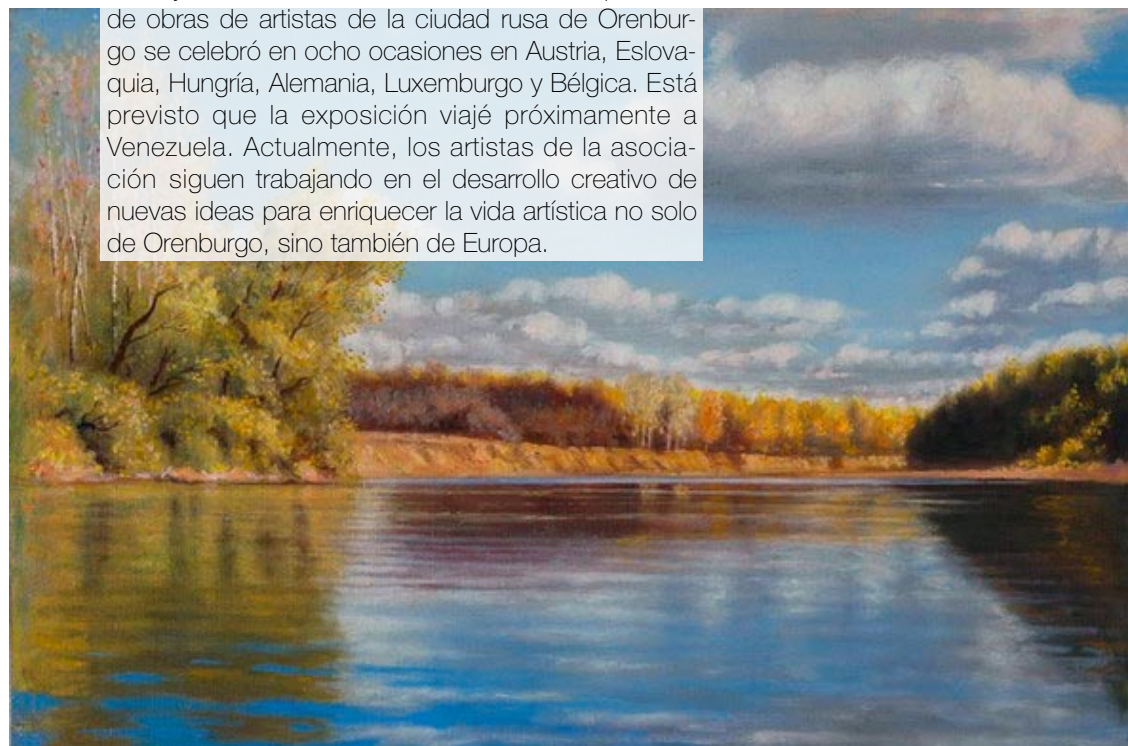 de obras de artistas de la ciudad rusa de Orenbur-
go se celebró en ocho ocasiones en Austria, Eslova-
quia, Hungría, Alemania, Luxemburgo y Bélgica. Está
previsto que la exposición viajé próximamente a
Venezuela. Actualmente, los artistas de la asocia-
ción siguen trabajando en el desarrollo creativo de
nuevas ideas para enriquecer la vida artística no solo
de Orenburgo, sino también de Europa.